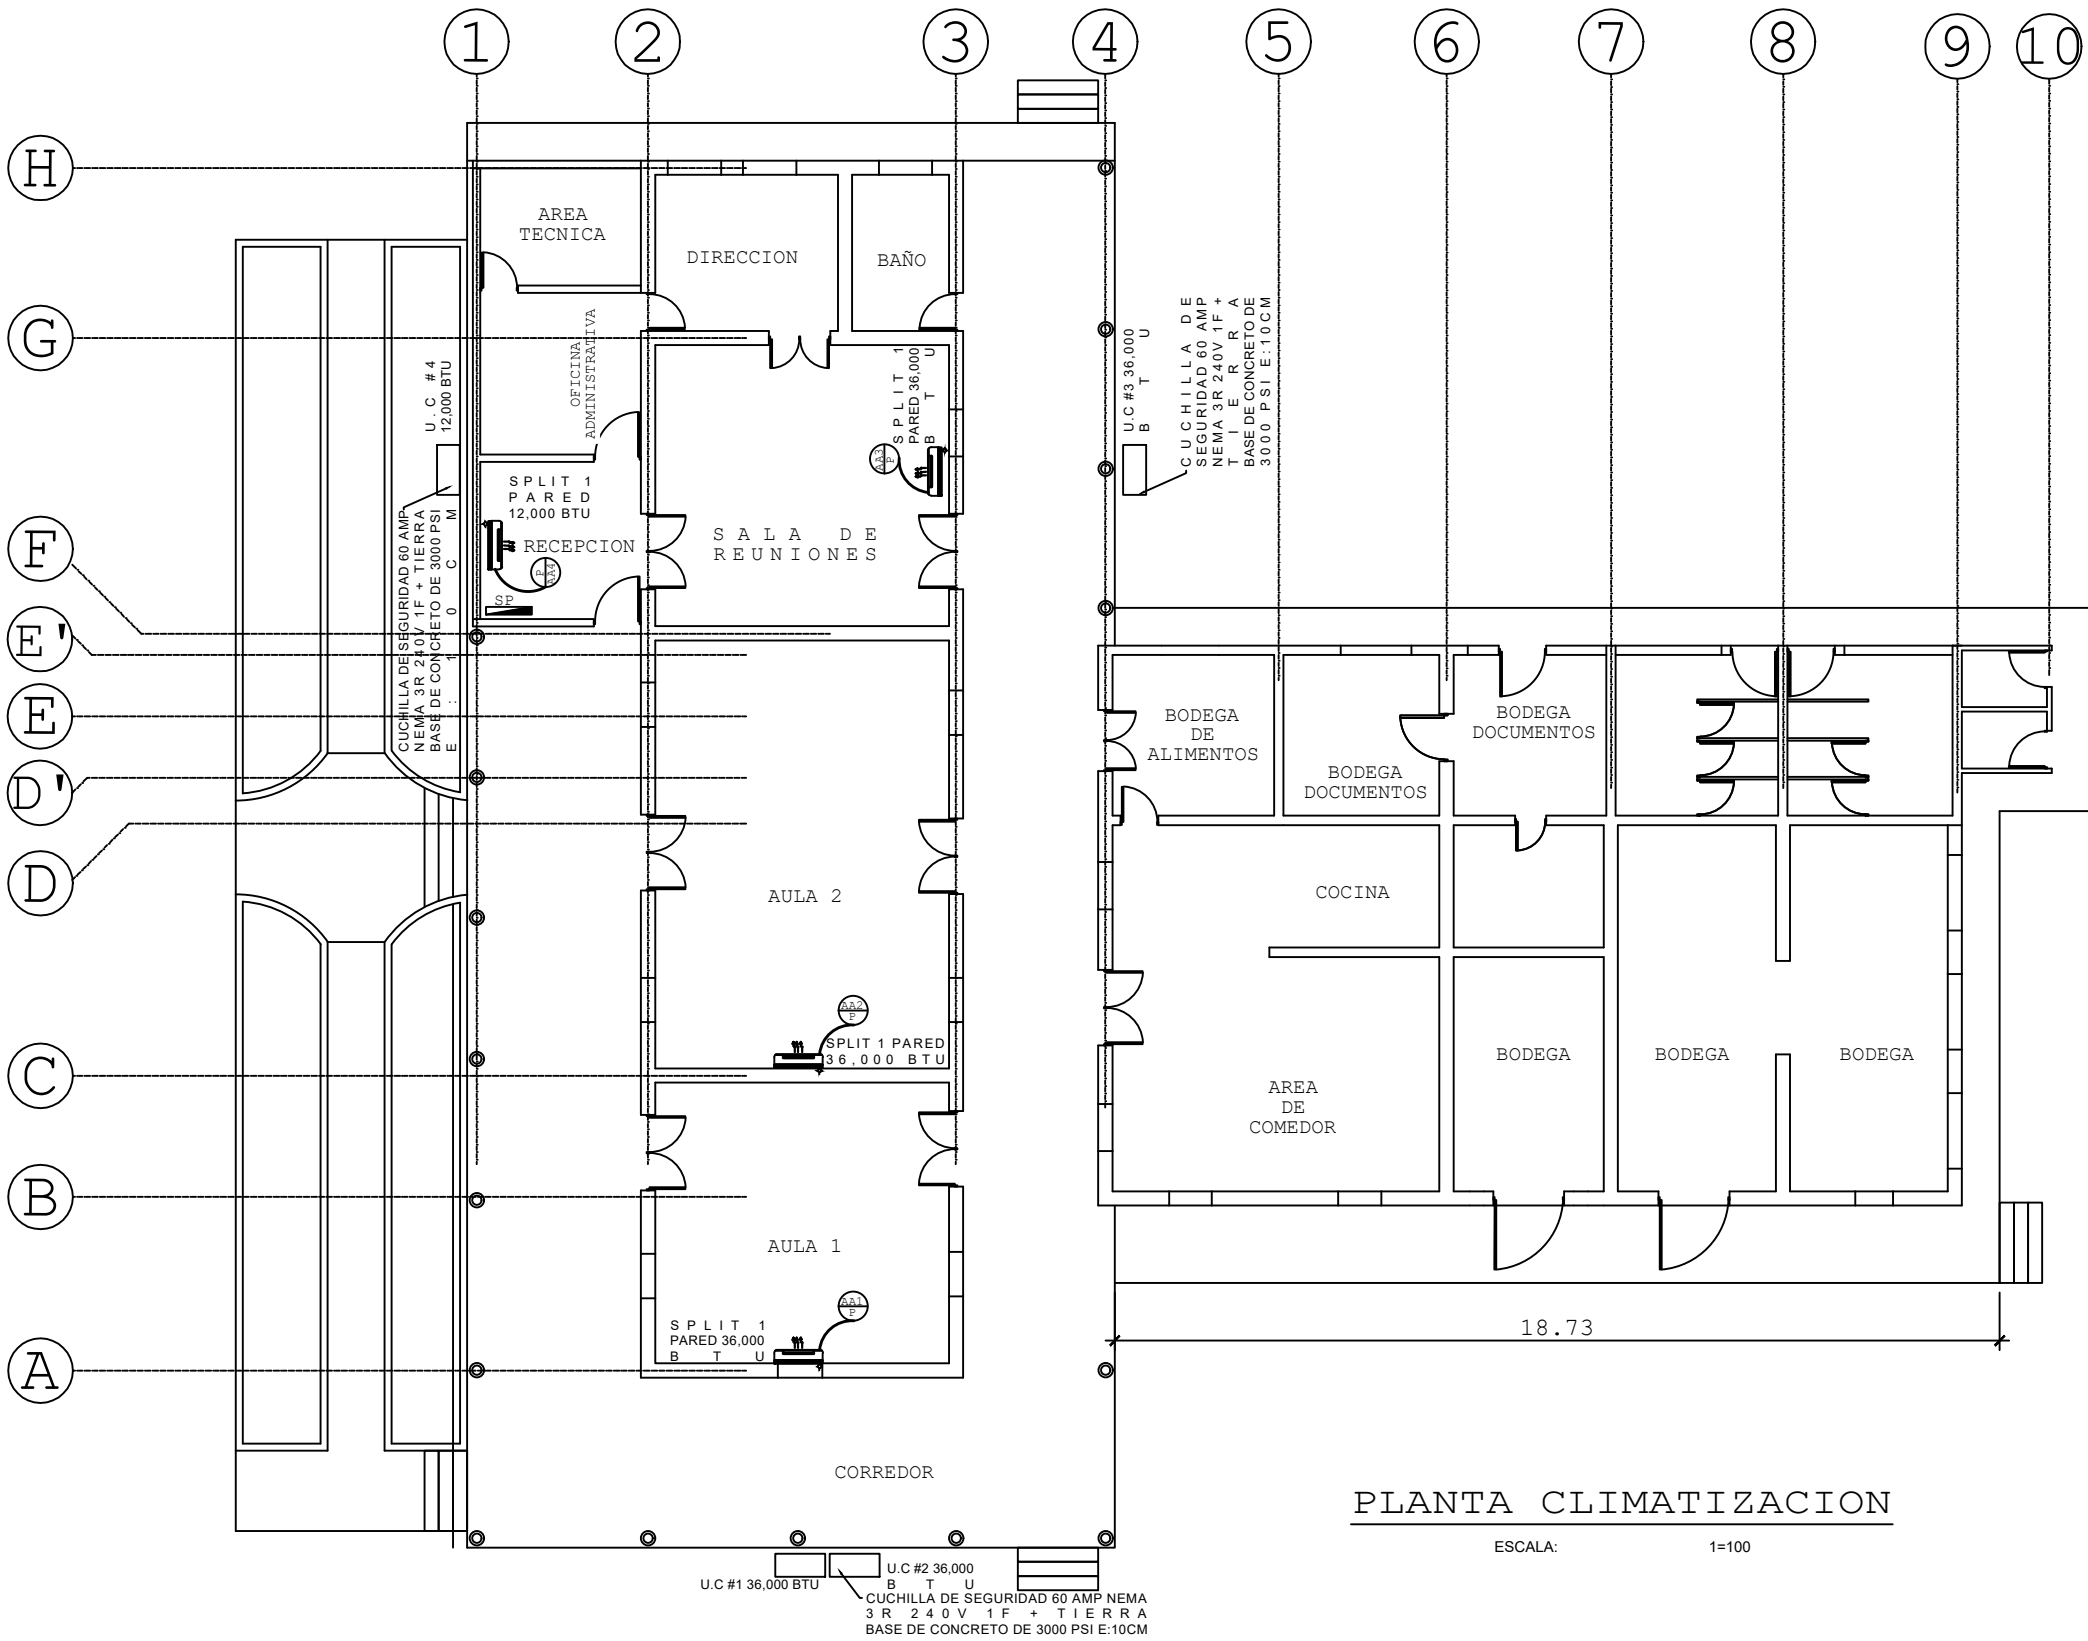 1 2 3 4 5 6 7 8 9 10
H
G
F
E'
E
D'
D
C
B
A
AREA
TECNICA
DIRECCION
BAÑO
OFICINA
ADMINISTRATIVA
U.C #4
12,000 BTU
CUCHILLA DE SEGURIDAD 60 AMP
NEMA 3R 240V 1F + TIERRA
BASE DE CONCRETO DE 3000 PSI
E : 10 CM
SPLIT 1
PARED
12,000 BTU
RECEPCION
P
AA4
SP
SPLIT 1
PARED 36,000
BTU
AA3
P
SALA DE
REUNIONES
U.C #3 36,000
BTU
CUCHILLA DE
SEGURIDAD 60 AMP
NEMA 3R 240V 1F +
TIERRA
BASE DE CONCRETO DE
3000 PSI E:10CM
BODEGA
DE
ALIMENTOS
BODEGA
DOCUMENTOS
BODEGA
DOCUMENTOS
AULA 2
COCINA
AA2
P
SPLIT 1 PARED
36,000 BTU
BODEGA
BODEGA
BODEGA
AREA
DE
COMEDOR
AULA 1
AA1
P
SPLIT 1
PARED 36,000
BTU
18.73
CORREDOR
PLANTA CLIMATIZACION
ESCALA: 1=100
U.C #1 36,000 BTU
U.C #2 36,000
BTU
CUCHILLA DE SEGURIDAD 60 AMP NEMA
3R 240V 1F + TIERRA
BASE DE CONCRETO DE 3000 PSI E:10CM